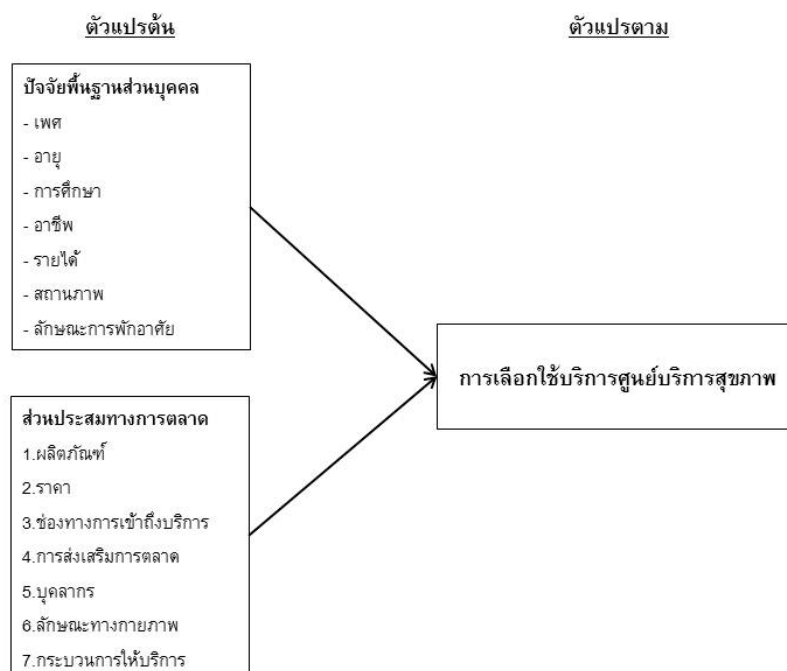 ตัวแปรต้น
ตัวแปรตาม
ปัจจัยพื้นฐานส่วนบุคคล
- เพศ
- อายุ
- การศึกษา
- อาชีพ
- รายได้
- สถานภาพ
- ลักษณะการพักอาศัย
การเลือกใช้บริการศูนย์บริการสุขภาพ
ส่วนประสมทางการตลาด
1.ผลิตภัณฑ์
2.ราคา
3.ช่องทางการเข้าถึงบริการ
4.การส่งเสริมการตลาด
5.บุคลากร
6.ลักษณะทางกายภาพ
7.กระบวนการให้บริการ